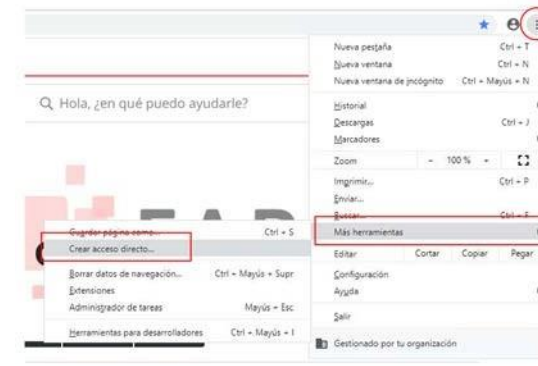 Nueva pestaña Ctrl + T
Nueva ventana Ctrl + N
Nueva ventana de incógnito Ctrl + Mayús + N
Historial
Descargas Ctrl + J
Marcadores
Zoom - 100 % +
Imprimir... Ctrl + P
Enviar...
Buscar... Ctrl + F
Más herramientas
Editar Cortar Copiar Pegar
Configuración
Ayuda
Salir
Gestionado por tu organización
Hola, ¿en qué puedo ayudarle?
Guardar página como... Ctrl + S
Crear acceso directo...
Borrar datos de navegación... Ctrl + Mayús + Supr
Extensiones
Administrador de tareas Mayús + Esc
Herramientas para desarrolladores Ctrl + Mayús + I